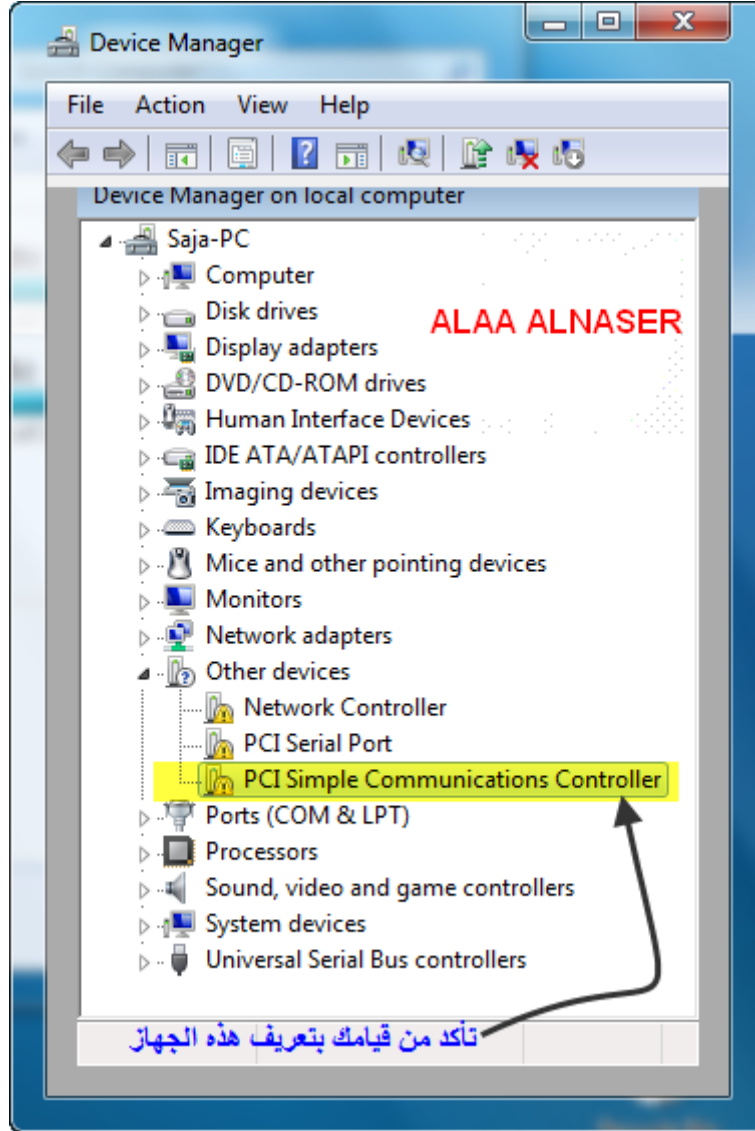 Device Manager
File Action View Help
Device Manager on local computer
Saja-PC
Computer
Disk drives
ALAA ALNASER
Display adapters
DVD/CD-ROM drives
Human Interface Devices
IDE ATA/ATAPI controllers
Imaging devices
Keyboards
Mice and other pointing devices
Monitors
Network adapters
Other devices
Network Controller
PCI Serial Port
PCI Simple Communications Controller
Ports (COM & LPT)
Processors
Sound, video and game controllers
System devices
Universal Serial Bus controllers
تأكد من قيامك بتعريف هذه الجهاز